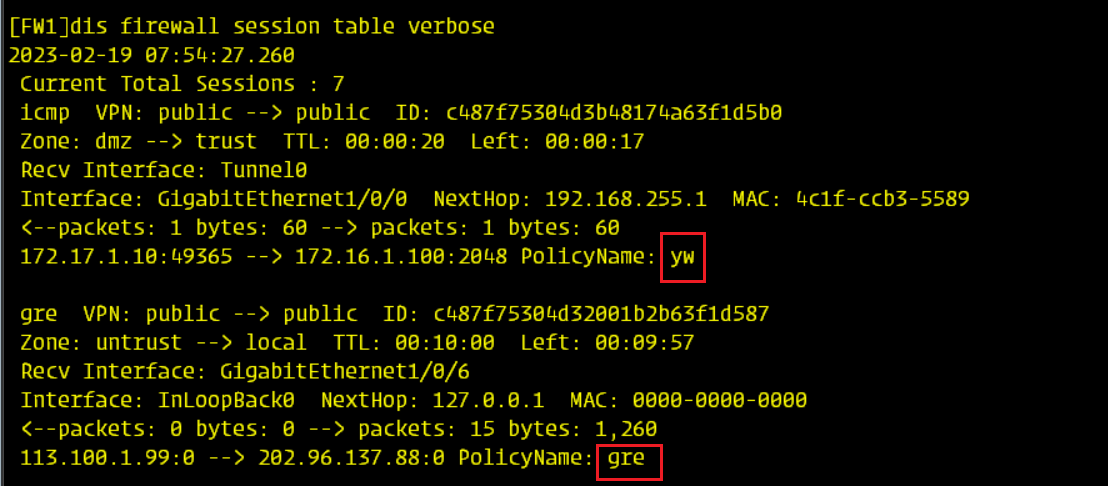 [FW1]dis firewall session table verbose
2023-02-19 07:54:27.260
Current Total Sessions : 7
icmp VPN: public --> public ID: c487f75304d3b48174a63f1d5b0
Zone: dmz --> trust TTL: 00:00:20 Left: 00:00:17
Recv Interface: Tunnel0
Interface: GigabitEthernet1/0/0 NextHop: 192.168.255.1 MAC: 4c1f-ccb3-5589
<--packets: 1 bytes: 60 --> packets: 1 bytes: 60
172.17.1.10:49365 --> 172.16.1.100:2048 PolicyName: yw
gre VPN: public --> public ID: c487f75304d32001b2b63f1d587
Zone: untrust --> local TTL: 00:10:00 Left: 00:09:57
Recv Interface: GigabitEthernet1/0/6
Interface: InLoopBack0 NextHop: 127.0.0.1 MAC: 0000-0000-0000
<--packets: 0 bytes: 0 --> packets: 15 bytes: 1,260
113.100.1.99:0 --> 202.96.137.88:0 PolicyName: gre